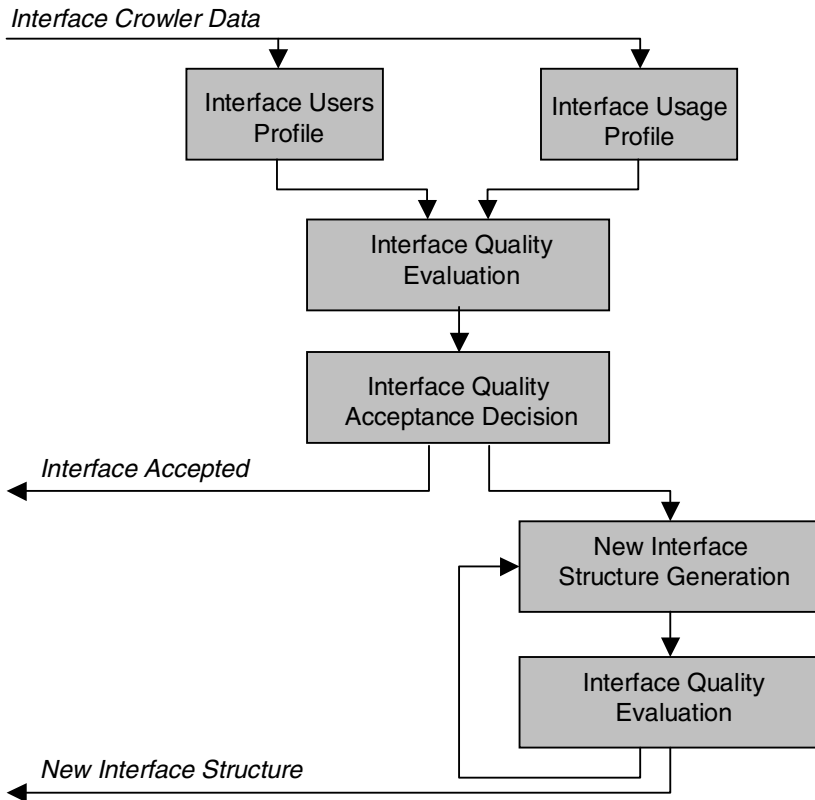 Interface Crowler Data
Interface Users
Profile
Interface Usage
Profile
Interface Quality
Evaluation
Interface Quality
Acceptance Decision
Interface Accepted
New Interface
Structure Generation
Interface Quality
Evaluation
New Interface Structure